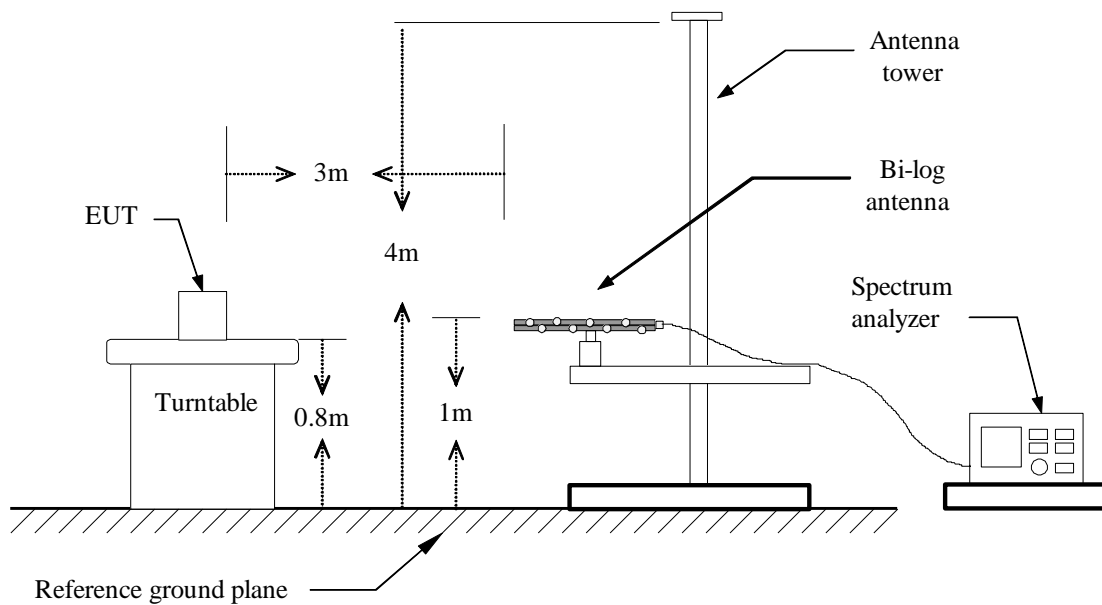 Antenna
tower
3m
Bi-log
antenna
EUT
4m
Spectrum
analyzer
Turntable
0.8m
1m
Reference ground plane